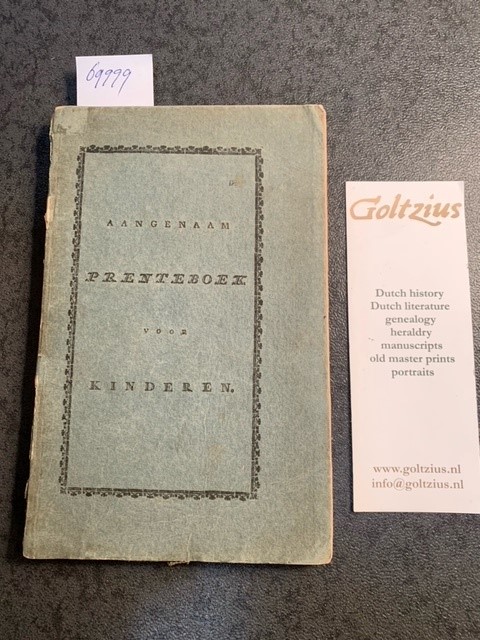 69999
AANGENAAM
PRENTEBOEK
VOOR
KINDEREN.
Goltzius
Dutch history
Dutch literature
genealogy
heraldry
manuscripts
old master prints
portraits
www.goltzius.nl
info@goltzius.nl